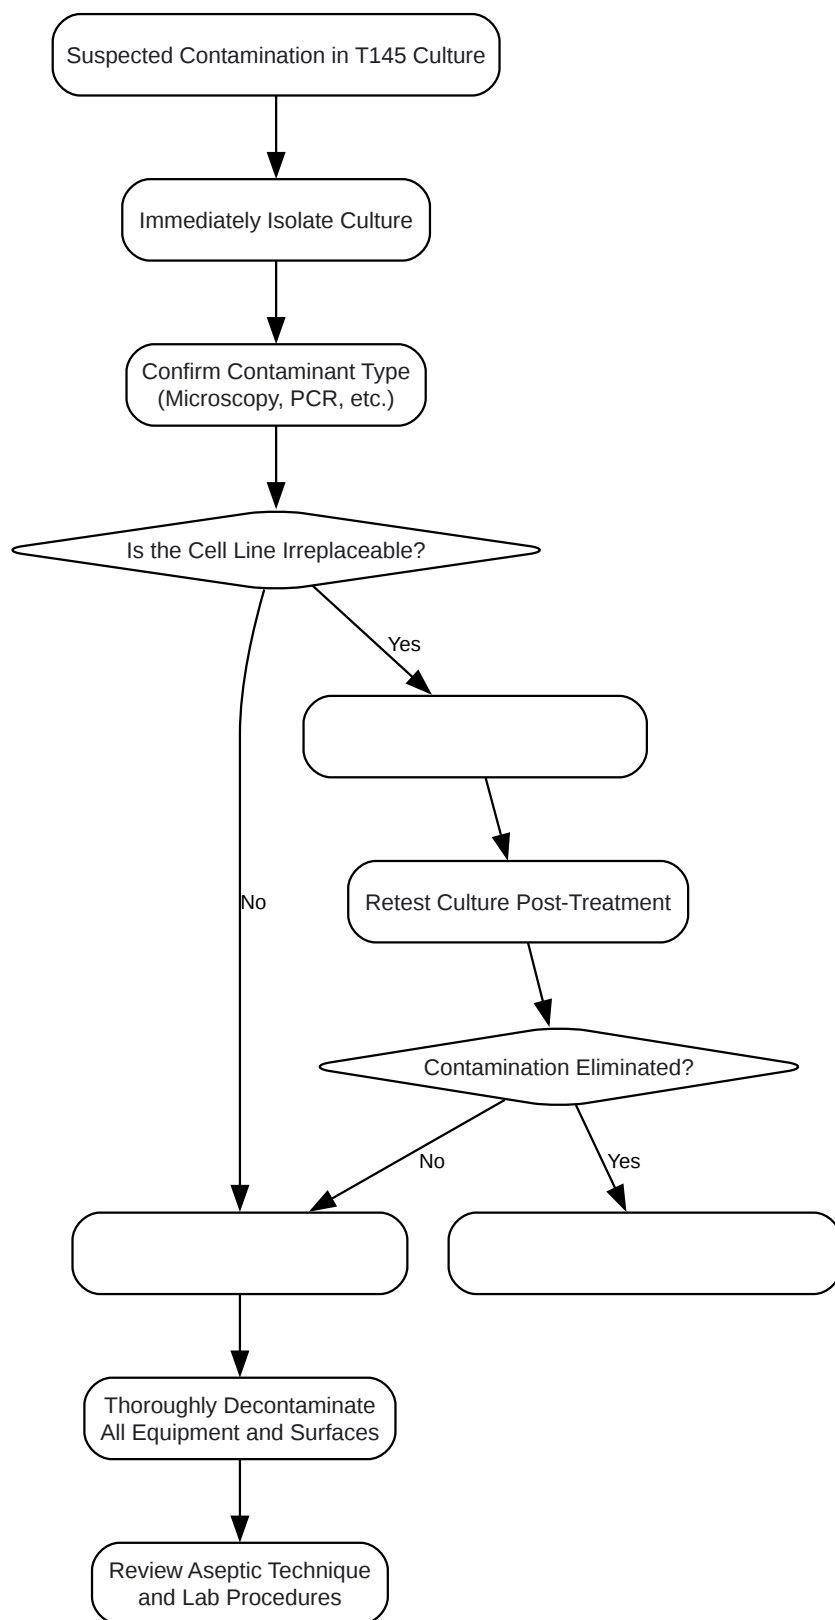 Suspected Contamination in T145 Culture
Immediately Isolate Culture
Confirm Contaminant Type
(Microscopy, PCR, etc.)
Is the Cell Line Irreplaceable?
Yes
No
Retest Culture Post-Treatment
Contamination Eliminated?
No
Yes
Thoroughly Decontaminate
All Equipment and Surfaces
Review Aseptic Technique
and Lab Procedures